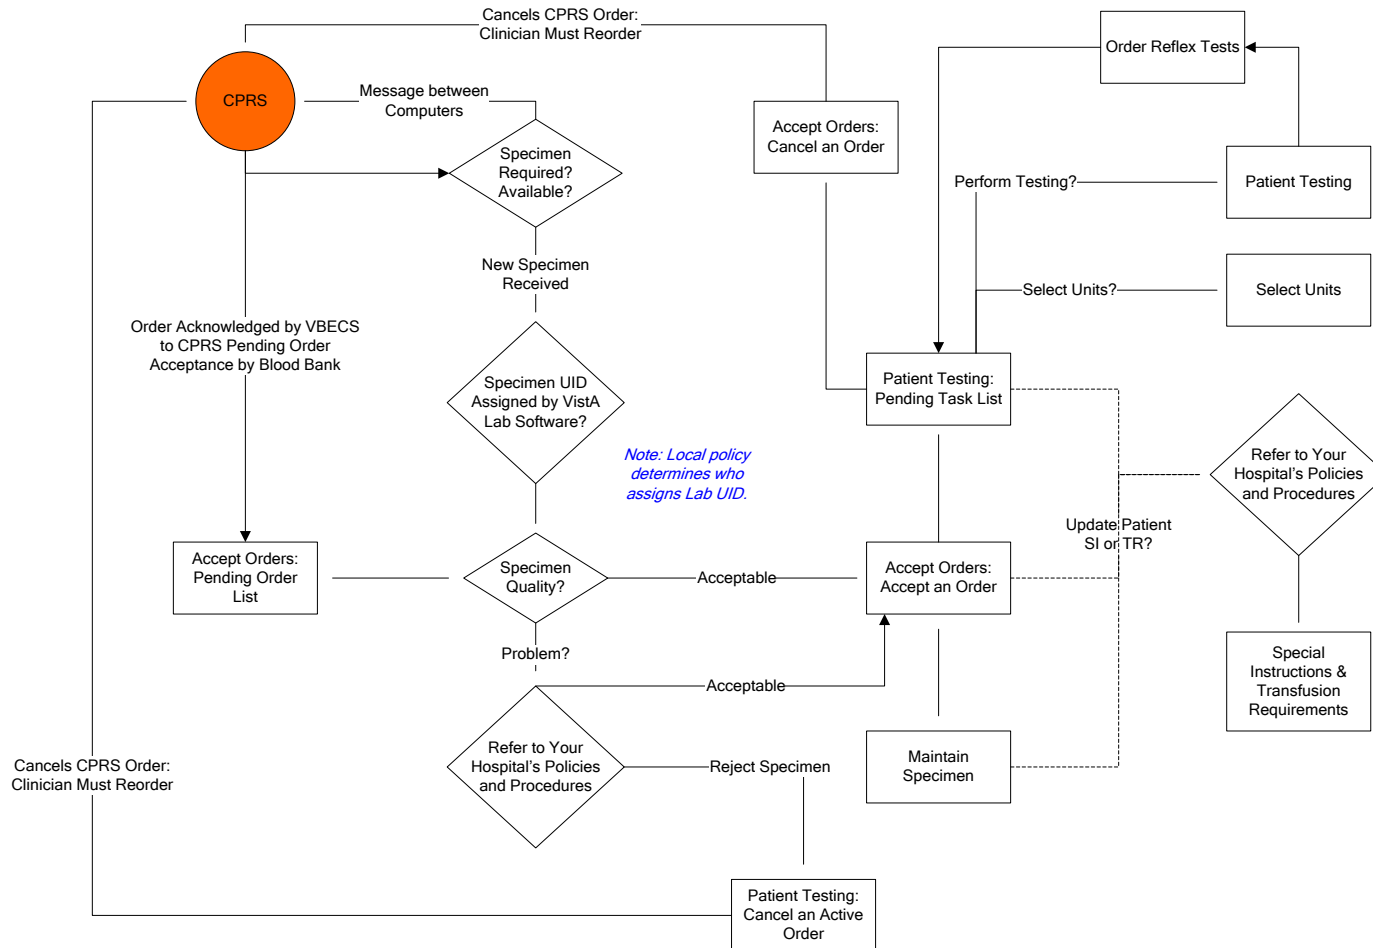 Cancels CPRS Order:
Clinician Must Reorder
Order Reflex Tests
CPRS
Message between
Computers
Accept Orders:
Cancel an Order
Specimen
Required?
Available?
Perform Testing?
Patient Testing
New Specimen
Received
Select Units?
Select Units
Order Acknowledged by VBECS
to CPRS Pending Order
Acceptance by Blood Bank
Specimen UID
Assigned by VistA
Lab Software?
Patient Testing:
Pending Task List
Note: Local policy
determines who
assigns Lab UID.
Refer to Your
Hospital's Policies
and Procedures
Update Patient
SI or TR?
Accept Orders:
Pending Order
List
Specimen
Quality?
Acceptable
Accept Orders:
Accept an Order
Problem?
Acceptable
Special
Instructions &
Transfusion
Requirements
Cancels CPRS Order:
Clinician Must Reorder
Refer to Your
Hospital's Policies
and Procedures
Reject Specimen
Maintain
Specimen
Patient Testing:
Cancel an Active
Order